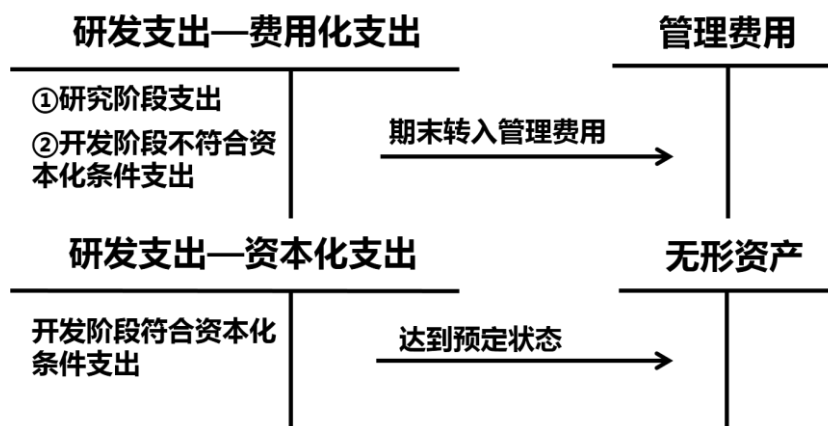 研发支出—费用化支出
管理费用
①研究阶段支出
②开发阶段不符合资
本化条件支出
期末转入管理费用
研发支出—资本化支出
无形资产
开发阶段符合资本化
条件支出
达到预定状态